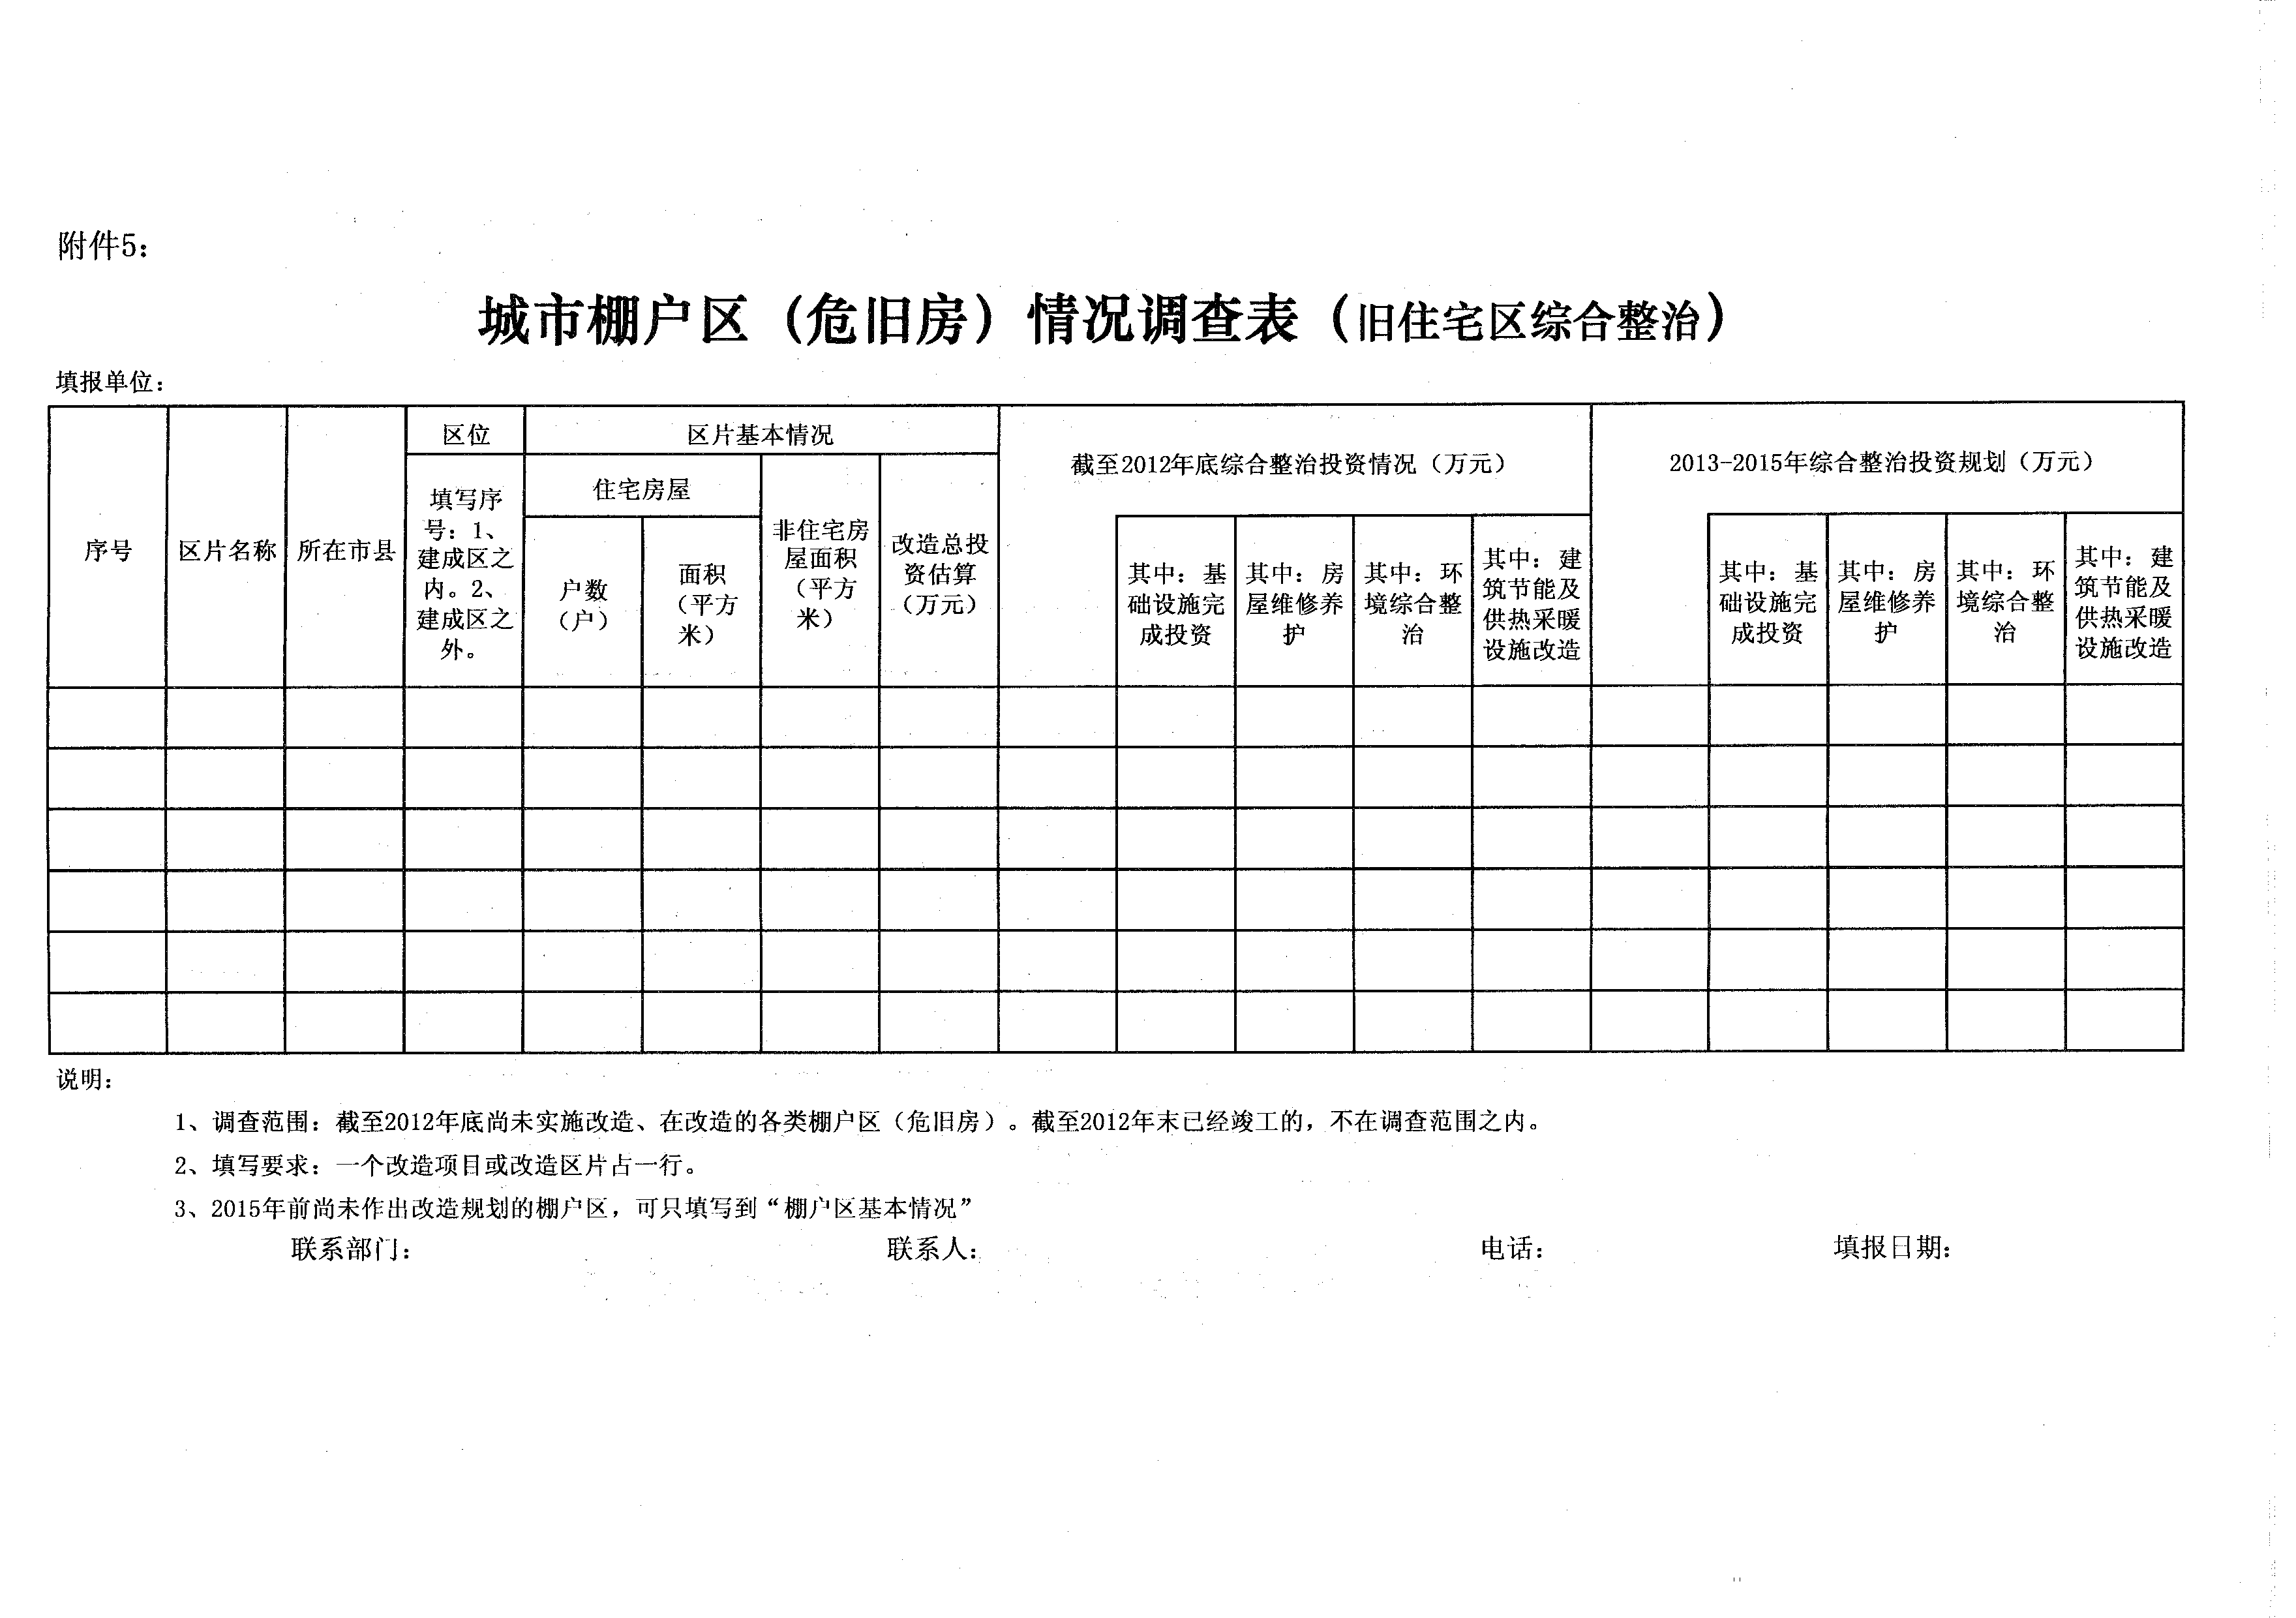 附件5：
城市棚户区（危旧房）情况调查表（旧住宅区综合整治）
填报单位：
序号
区片名称
所在市县
区位
填写序
号：1、
建成区之
内。2、
建成区之
外。
区片基本情况
住宅房屋
户数
（户）
面积
（平方
米）
非住宅房
屋面积
（平方
米）
改造总投
资估算
（万元）
截至2012年底综合整治投资情况（万元）
其中：基
础设施完
成投资
其中：房
屋维修养
护
其中：环
境综合整
治
其中：建
筑节能及
供热采暖
设施改造
2013-2015年综合整治投资规划（万元）
其中：基
础设施完
成投资
其中：房
屋维修养
护
其中：环
境综合整
治
其中：建
筑节能及
供热采暖
设施改造
说明：
1、调查范围：截至2012年底尚未实施改造、在改造的各类棚户区（危旧房）。截至2012年末已经竣工的，不在调查范围之内。
2、填写要求：一个改造项目或改造区片占一行。
3、2015年前尚未作出改造规划的棚户区，可只填写到“棚户区基本情况”
联系部门： 联系人： 电话： 填报日期：